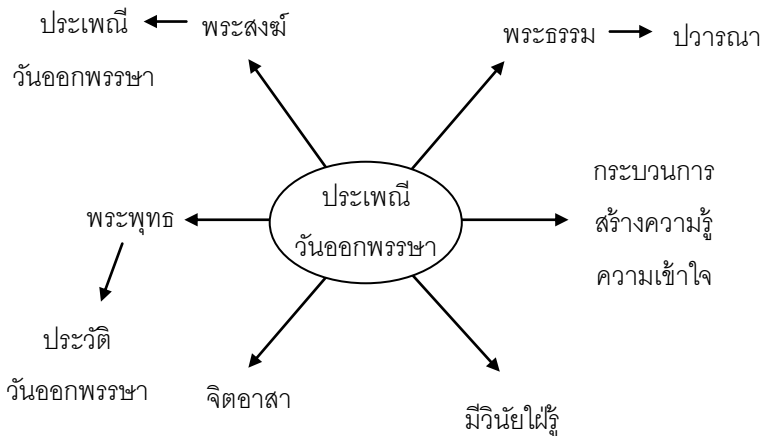 ประเพณี
วันออกพรรษา
พระสงฆ์
พระธรรม
ปวารณา
พระพุทธ
ประเพณี
วันออกพรรษา
กระบวนการ
สร้างความรู้
ความเข้าใจ
ประวัติ
วันออกพรรษา
จิตอาสา
มีวินัยใฝ่รู้